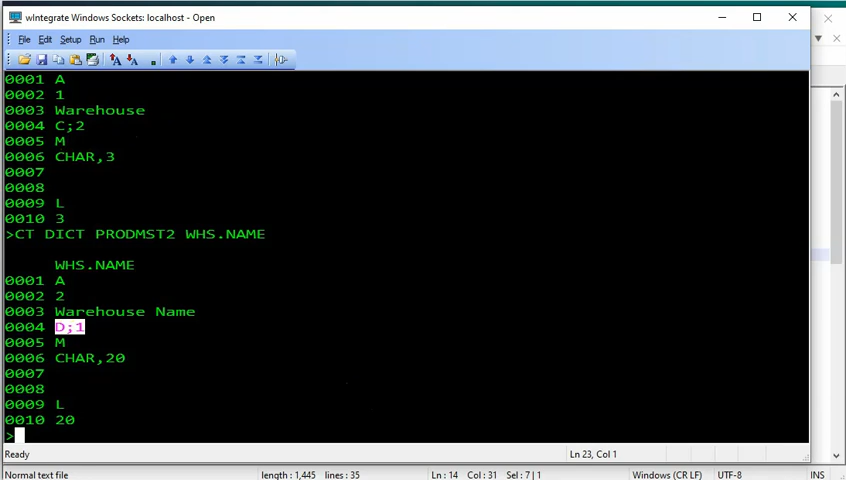 wIntegrate Windows Sockets: localhost - Open
File Edit Setup Run Help
0001 A
0002 1
0003 Warehouse
0004 C;2
0005 M
0006 CHAR,3
0007
0008
0009 L
0010 3
>CT DICT PRODMST2 WHS.NAME
WHS.NAME
0001 A
0002 2
0003 Warehouse Name
0004 D;1
0005 M
0006 CHAR,20
0007
0008
0009 L
0010 20
>
Ready Ln 23, Col 1
Normal text file length : 1,445 lines : 35 Ln : 14 Col : 31 Sel : 7 | 1 Windows (CR LF) UTF-8 INS